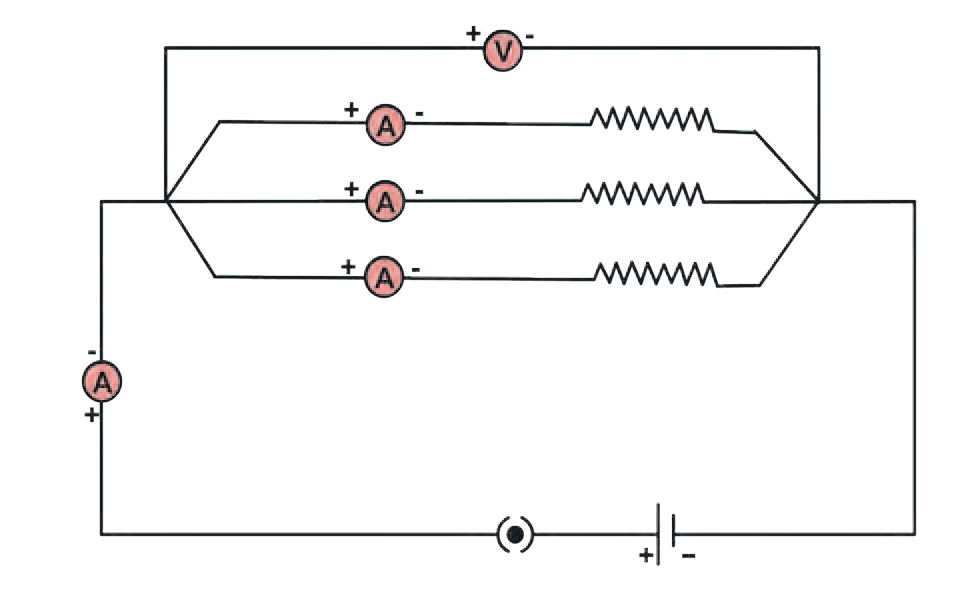 + V -
+ A -
+ A -
+ A -
-
A
+
+ -